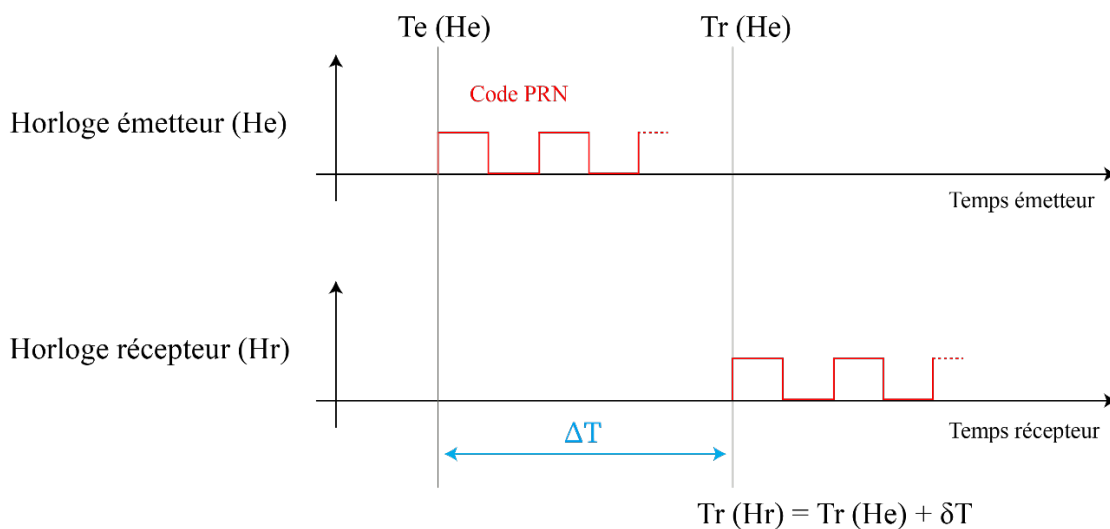 Te (He)
Tr (He)
Code PRN
Horloge émetteur (He)
Temps émetteur
Horloge récepteur (Hr)
ΔT
Temps récepteur
Tr (Hr) = Tr (He) + δT